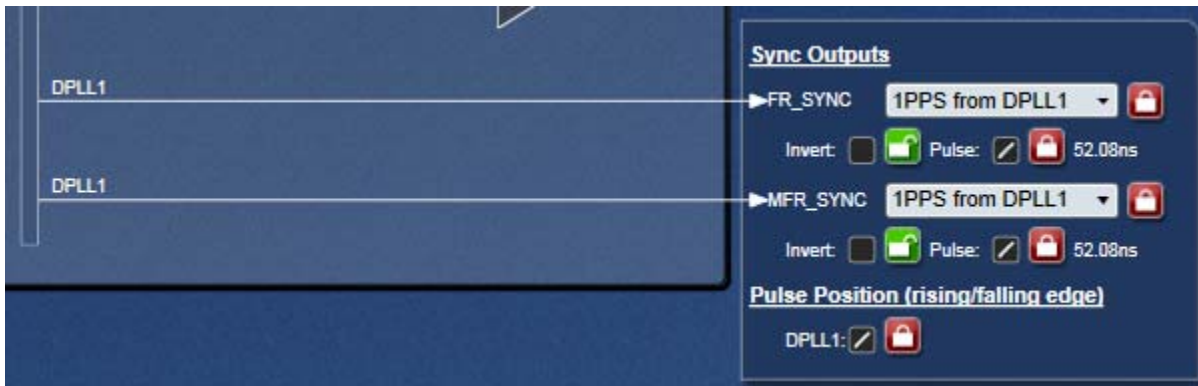 Sync Outputs
DPLL1
FR_SYNC 1PPS from DPLL1
Invert: Pulse: 52.08ns
DPLL1
MFR_SYNC 1PPS from DPLL1
Invert: Pulse: 52.08ns
Pulse Position (rising/falling edge)
DPLL1: